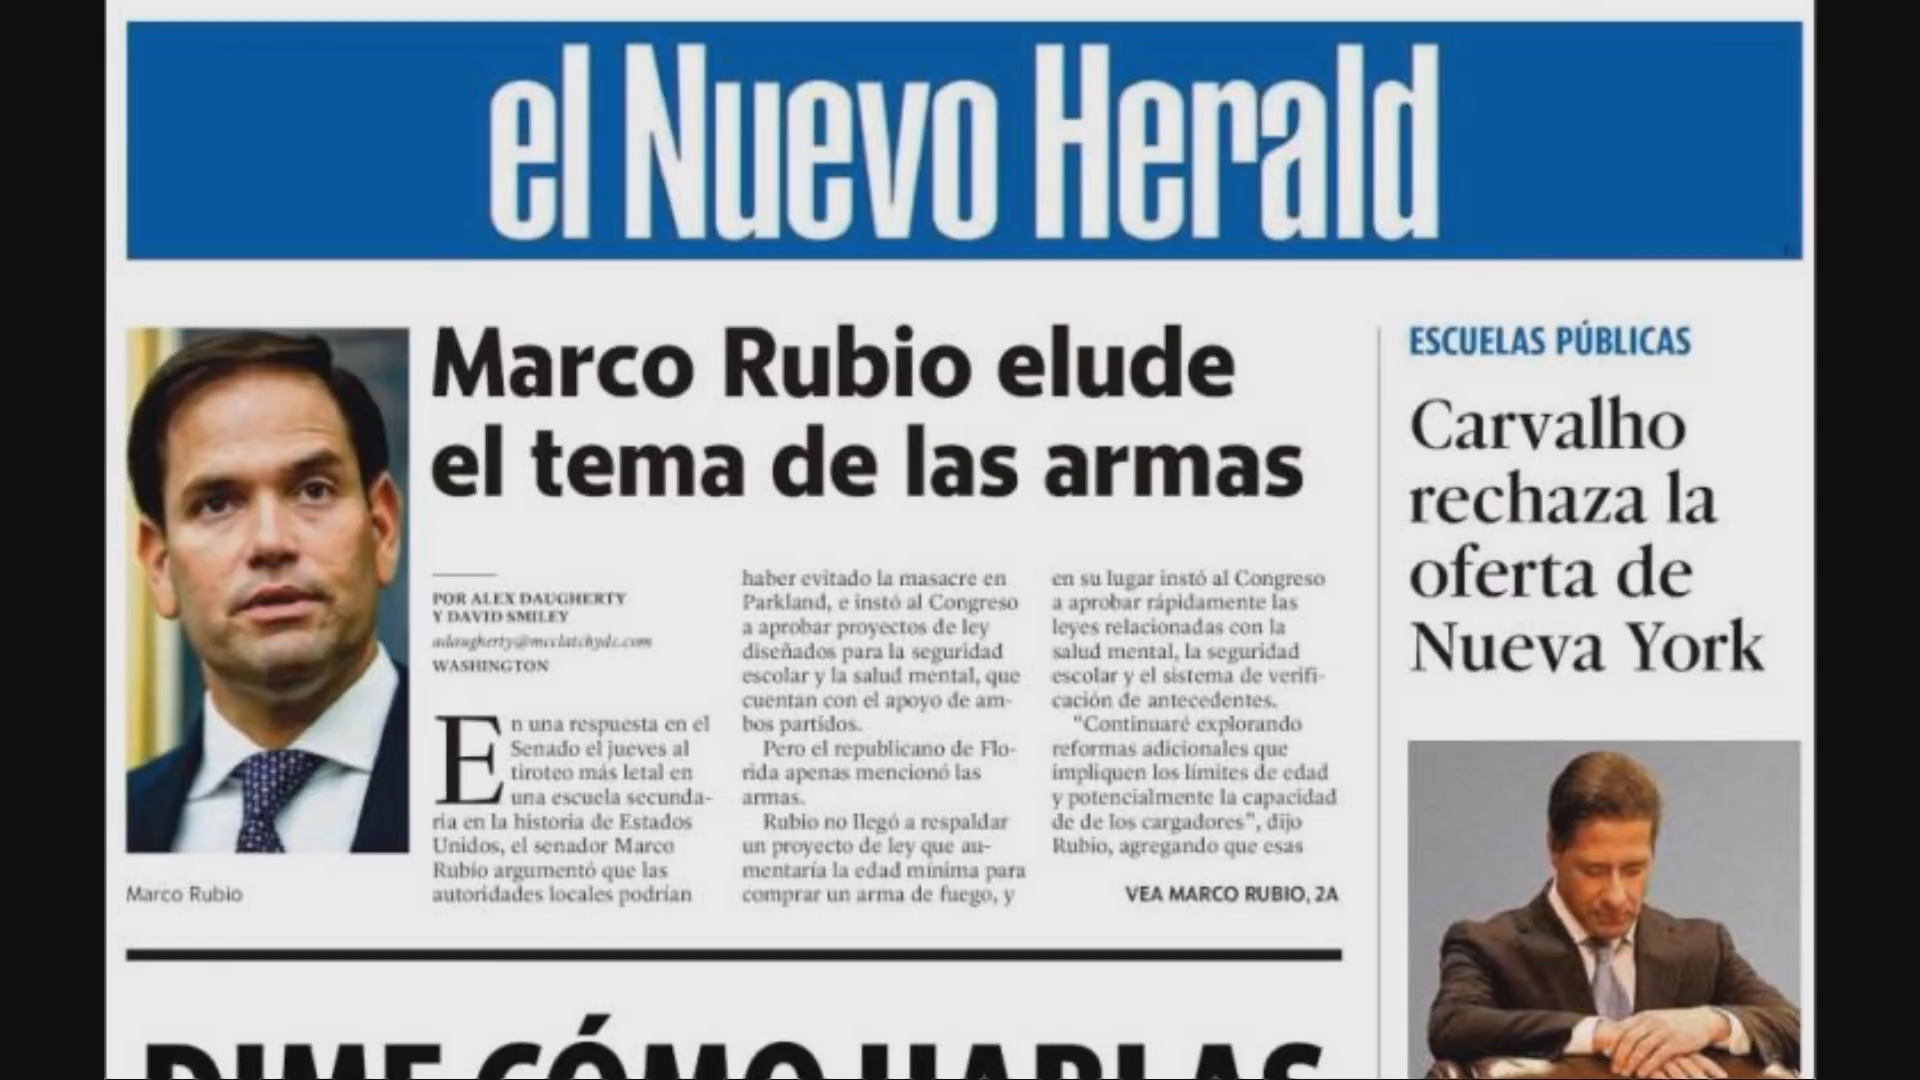 el Nuevo Herald
Marco Rubio elude
el tema de las armas
POR ALEX DAUGHERTY
Y DAVID SMILEY
adaugherty@mcclatchydc.com
WASHINGTON
En una respuesta en el
Senado el jueves al
tiroteo más letal en
una escuela secunda-
ria en la historia de Estados
Unidos, el senador Marco
Rubio argumentó que las
autoridades locales podrían
haber evitado la masacre en
Parkland, e instó al Congreso
a aprobar proyectos de ley
diseñados para la seguridad
escolar y la salud mental, que
cuentan con el apoyo de am-
bos partidos.
Pero el republicano de Flo-
rida apenas mencionó las
armas.
Rubio no llegó a respaldar
un proyecto de ley que au-
mentaría la edad mínima para
comprar un arma de fuego, y
en su lugar instó al Congreso
a aprobar rápidamente las
leyes relacionadas con la
salud mental, la seguridad
escolar y el sistema de verifi-
cación de antecedentes.
“Continuaré explorando
reformas adicionales que
impliquen los límites de edad
y potencialmente la capacidad
de de los cargadores”, dijo
Rubio, agregando que esas
VEA MARCO RUBIO, 2A
Marco Rubio
ESCUELAS PÚBLICAS
Carvalho
rechaza la
oferta de
Nueva York
DIME CÓMO HABLAS